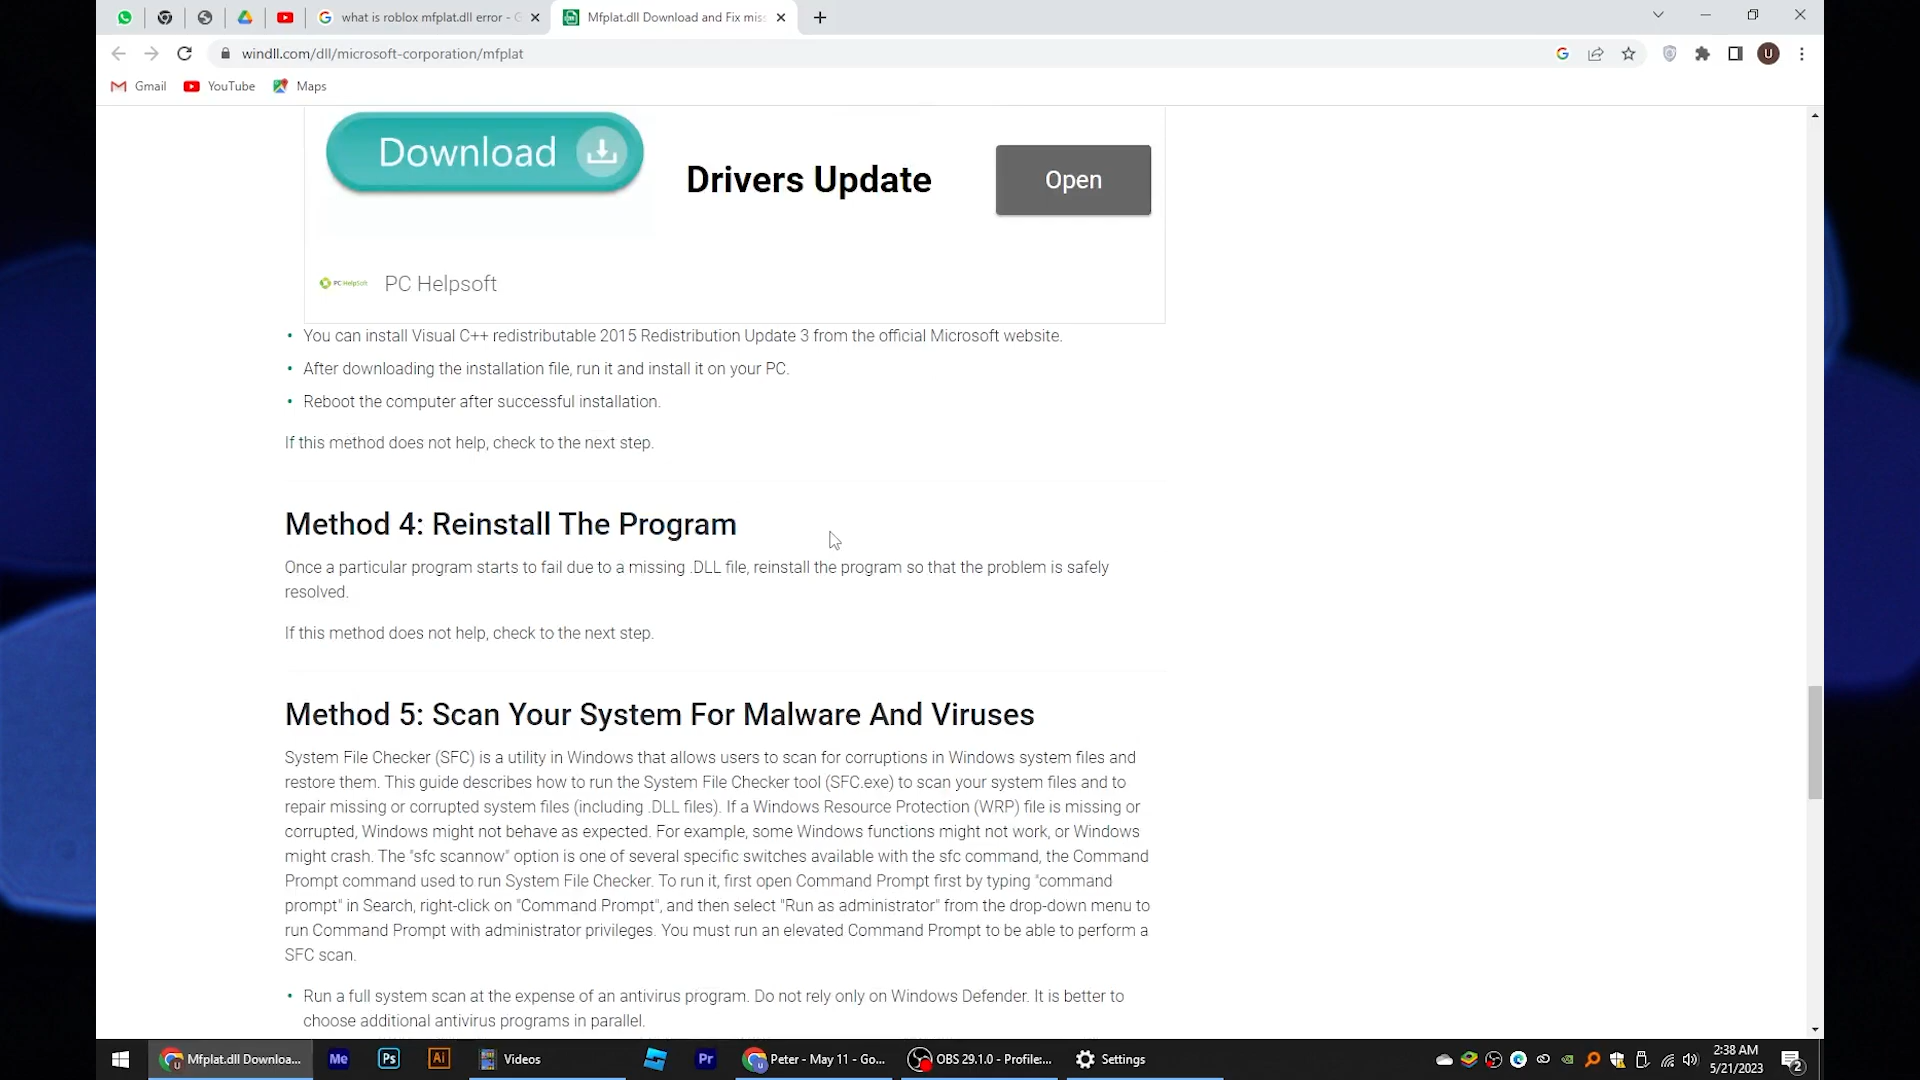 what is roblox mfplat.dll error - G
Mfplat.dll Download and Fix miss
windll.com/dll/microsoft-corporation/mfplat
U
Gmail
YouTube
Maps
Download
Drivers Update
Open
PC HelpSoft
PC Helpsoft
• You can install Visual C++ redistributable 2015 Redistribution Update 3 from the official Microsoft website.
• After downloading the installation file, run it and install it on your PC.
• Reboot the computer after successful installation.
If this method does not help, check to the next step.
Method 4: Reinstall The Program
Once a particular program starts to fail due to a missing .DLL file, reinstall the program so that the problem is safely
resolved.
If this method does not help, check to the next step.
Method 5: Scan Your System For Malware And Viruses
System File Checker (SFC) is a utility in Windows that allows users to scan for corruptions in Windows system files and
restore them. This guide describes how to run the System File Checker tool (SFC.exe) to scan your system files and to
repair missing or corrupted system files (including .DLL files). If a Windows Resource Protection (WRP) file is missing or
corrupted, Windows might not behave as expected. For example, some Windows functions might not work, or Windows
might crash. The "sfc scannow" option is one of several specific switches available with the sfc command, the Command
Prompt command used to run System File Checker. To run it, first open Command Prompt first by typing "command
prompt" in Search, right-click on "Command Prompt", and then select "Run as administrator" from the drop-down menu to
run Command Prompt with administrator privileges. You must run an elevated Command Prompt to be able to perform a
SFC scan.
• Run a full system scan at the expense of an antivirus program. Do not rely only on Windows Defender. It is better to
choose additional antivirus programs in parallel.
Mfplat.dll Downloa...
Me
Ps
Ai
Videos
Pr
Peter - May 11 - Go...
OBS 29.1.0 - Profile:...
Settings
2:38 AM
5/21/2023
2